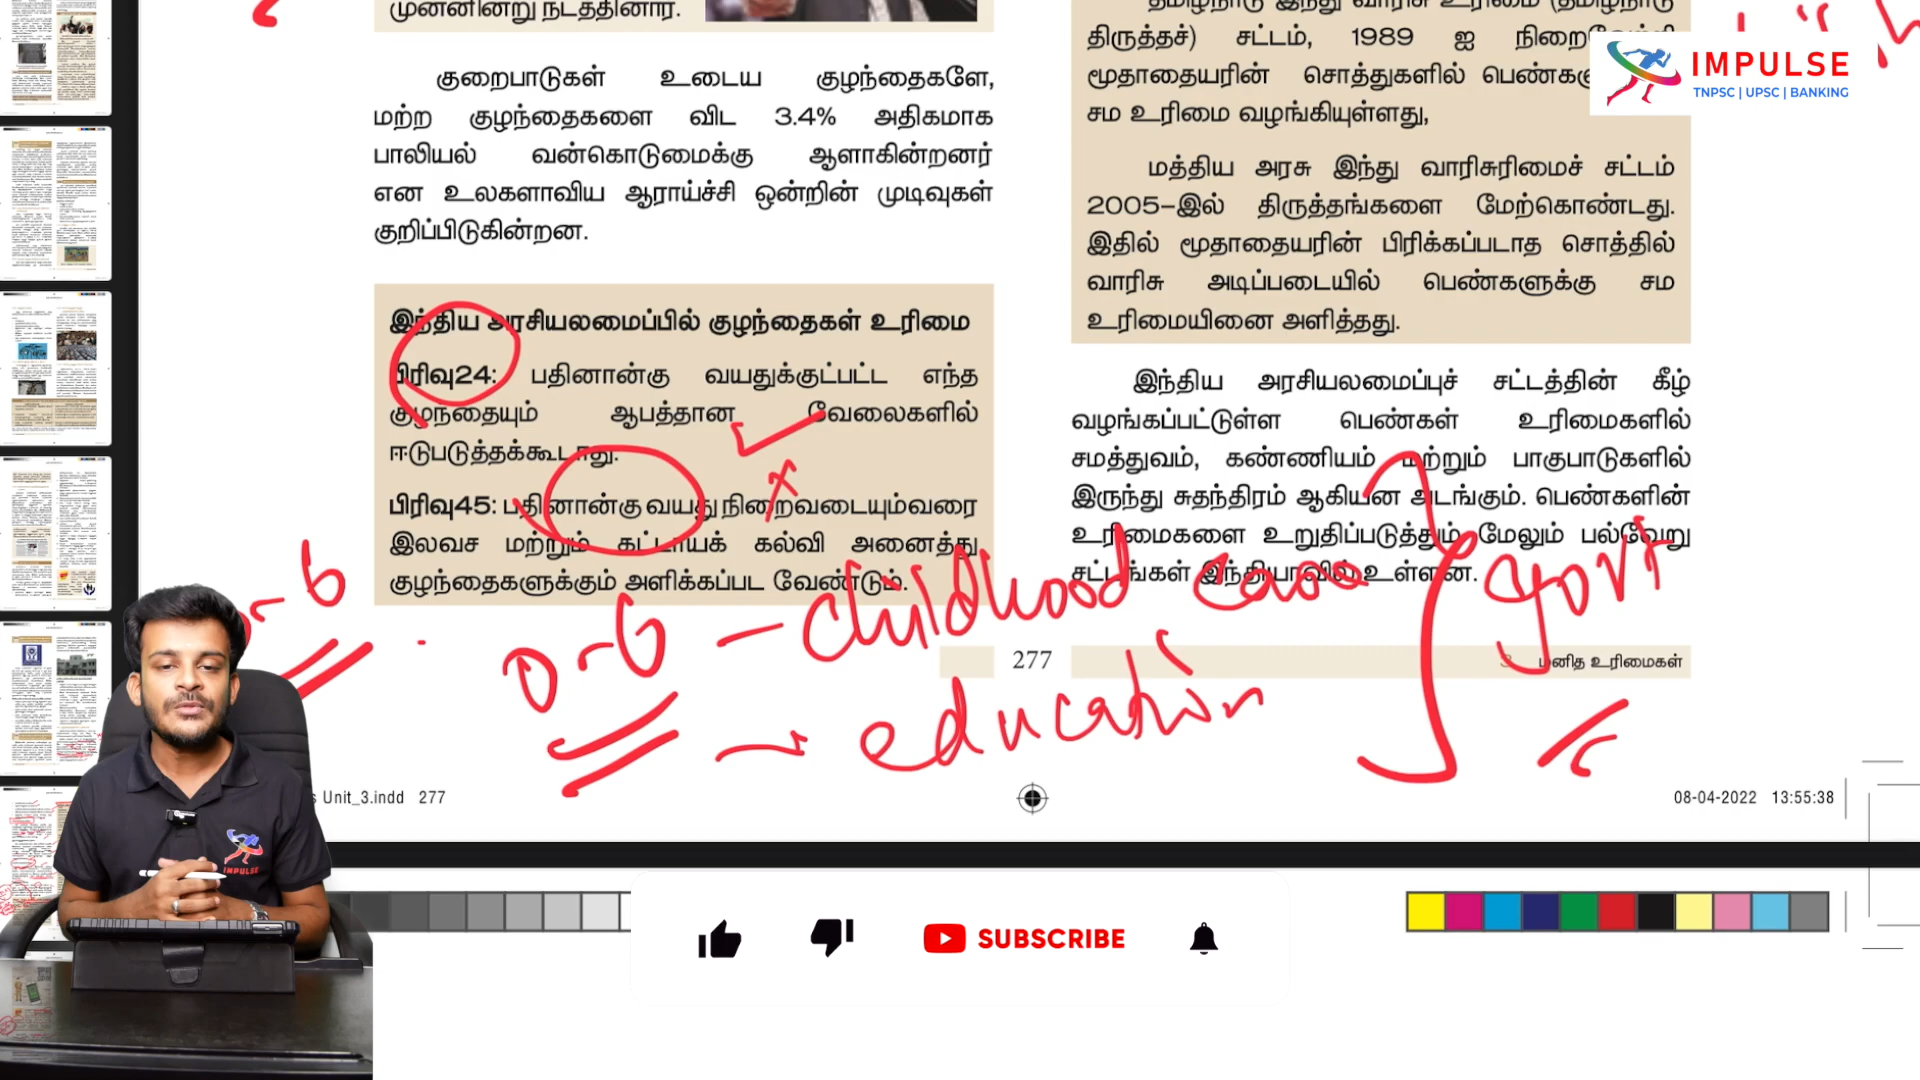 முன்னின்று நடத்தினார்.
குறைபாடுகள் உடைய குழந்தைகளே,
மற்ற குழந்தைகளை விட 3.4% அதிகமாக
பாலியல் வன்கொடுமைக்கு ஆளாகின்றனர்
என உலகளாவிய ஆராய்ச்சி ஒன்றின் முடிவுகள்
குறிப்பிடுகின்றன.
இந்திய அரசியலமைப்பில் குழந்தைகள் உரிமை
பிரிவு24: பதினான்கு வயதுக்குட்பட்ட எந்த
குழந்தையும் ஆபத்தான வேலைகளில்
ஈடுபடுத்தக்கூடாது.
பிரிவு45: பதினான்கு வயது நிறைவடையும்வரை
இலவச மற்றும் கட்டாயக் கல்வி அனைத்து
குழந்தைகளுக்கும் அளிக்கப்பட வேண்டும்.
தமிழ்நாடு இந்து வாரிசு உரிமை (தமிழ்நாடு
திருத்தச்) சட்டம், 1989 ஐ
மூதாதையரின் சொத்துகளில்
சம உரிமை வழங்கியுள்ளது,
மத்திய அரசு இந்து வாரிசுரிமைச் சட்டம்
2005–இல் திருத்தங்களை மேற்கொண்டது.
இதில் மூதாதையரின் பிரிக்கப்படாத சொத்தில்
வாரிசு அடிப்படையில் பெண்களுக்கு சம
உரிமையினை அளித்தது.
இந்திய அரசியலமைப்புச் சட்டத்தின் கீழ்
வழங்கப்பட்டுள்ள பெண்கள் உரிமைகளில்
சமத்துவம், கண்ணியம் மற்றும் பாகுபாடுகளில்
இருந்து சுதந்திரம் ஆகியன அடங்கும். பெண்களின்
உரிமைகளை உறுதிப்படுத்தும் மேலும் பல்வேறு
சட்டங்கள் இந்தியாவில் உள்ளன.
IMPULSE
TNPSC | UPSC | BANKING
0-6 - childhood care
- education
govt
277
மனித உரிமைகள்
Unit_3.indd 277
08-04-2022 13:55:38
IMPULSE
SUBSCRIBE